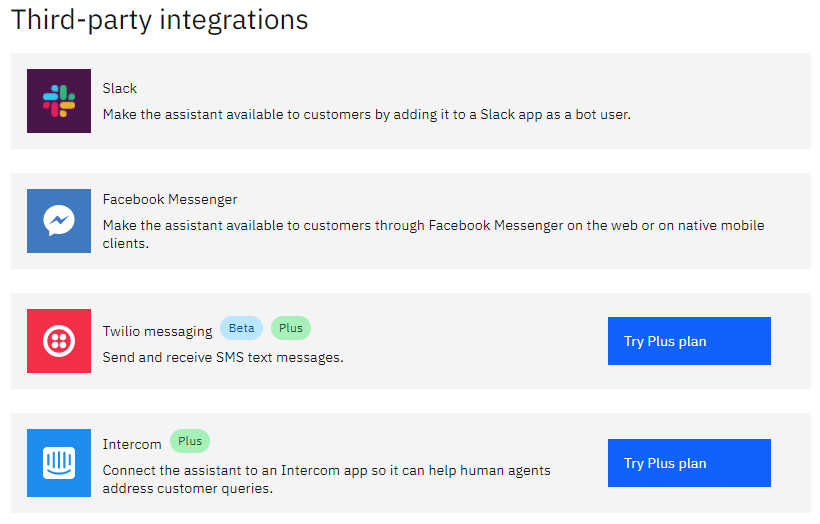 Third-party integrations
Slack
Make the assistant available to customers by adding it to a Slack app as a bot user.
Facebook Messenger
Make the assistant available to customers through Facebook Messenger on the web or on native mobile
clients.
Twilio messaging Beta Plus
Send and receive SMS text messages.
Try Plus plan
Intercom Plus
Connect the assistant to an Intercom app so it can help human agents
address customer queries.
Try Plus plan